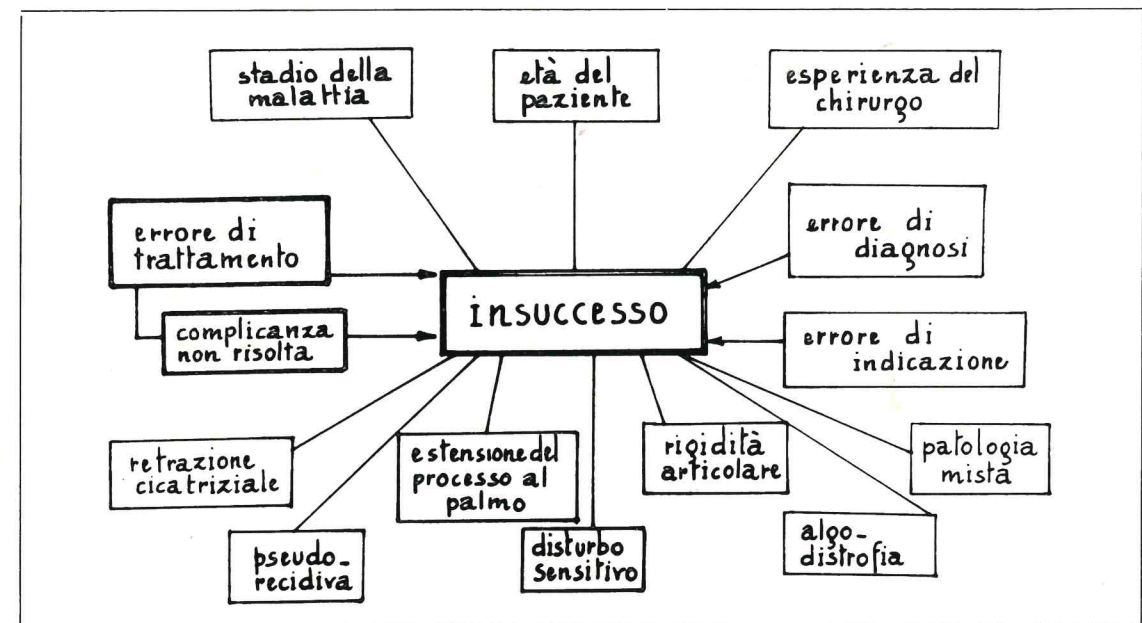 stadio della
malattia
età del
paziente
esperienza del
chirurgo
errore di
trattamento
errore di
diagnosi
insuccesso
complicanza
non risolta
errore di
indicazione
retrazione
cicatriziale
estensione del
processo al
palmo
rigidità
articolare
patologia
mista
pseudo-
recidiva
disturbo
sensitivo
algo-
distrofia